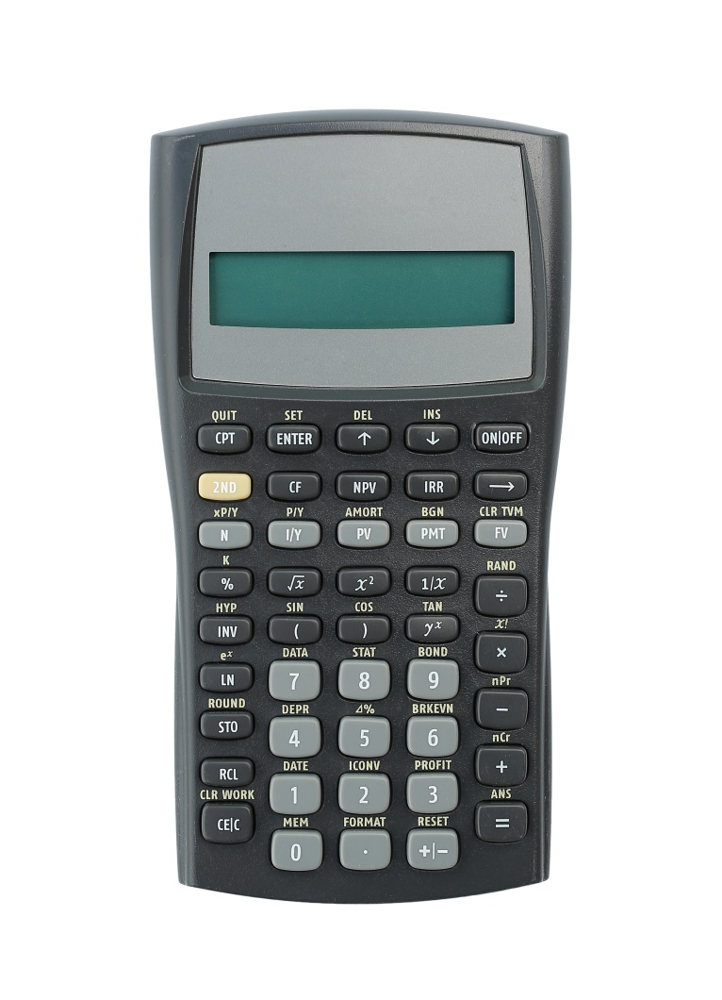 QUIT SET DEL INS
CPT ENTER ↑ ↓ ON|OFF
2ND CF NPV IRR →
xP/Y P/Y AMORT BGN CLR TVM
N I/Y PV PMT FV
K RAND
% √x x² 1/x ÷
HYP SIN COS TAN x!
INV ( ) yˣ ×
eˣ DATA STAT BOND nPr
LN 7 8 9 −
ROUND DEPR ⊿% BRKEVN nCr
STO 4 5 6 +
RCL DATE ICONV PROFIT
CLR WORK 1 2 3 ANS
CE|C =
MEM FORMAT RESET
0 . +|−